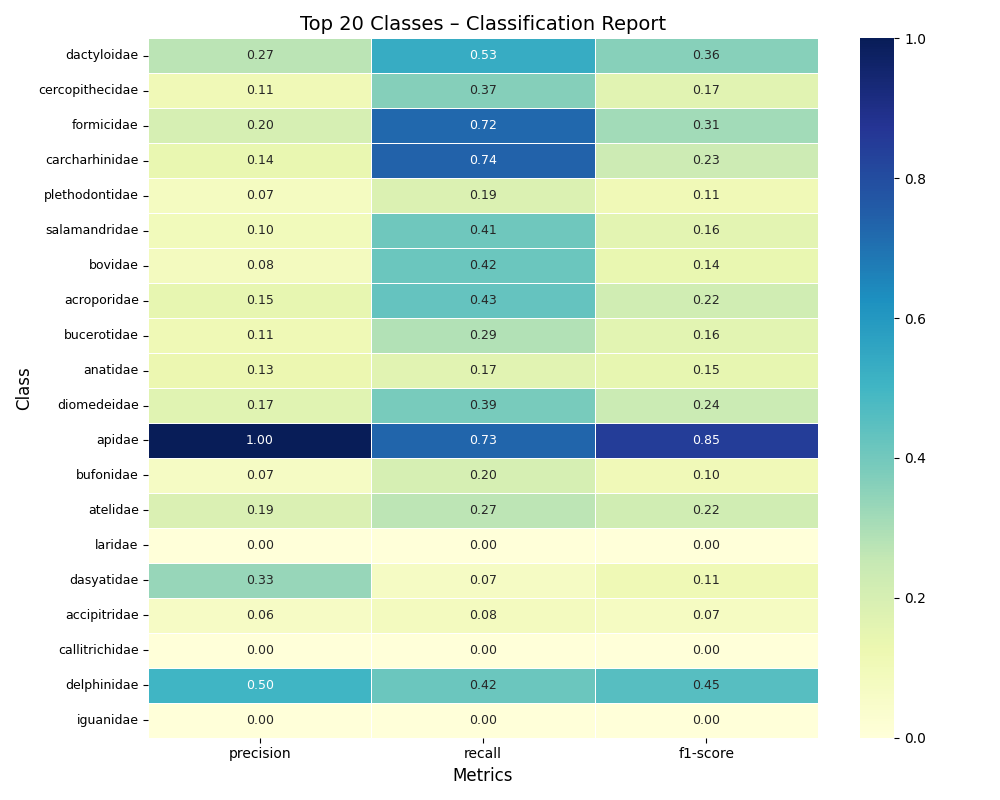 Top 20 Classes – Classification Report
Class
dactyloidae 0.27 0.53 0.36
cercopithecidae 0.11 0.37 0.17
formicidae 0.20 0.72 0.31
carcharhinidae 0.14 0.74 0.23
plethodontidae 0.07 0.19 0.11
salamandridae 0.10 0.41 0.16
bovidae 0.08 0.42 0.14
acroporidae 0.15 0.43 0.22
bucerotidae 0.11 0.29 0.16
anatidae 0.13 0.17 0.15
diomedeidae 0.17 0.39 0.24
apidae 1.00 0.73 0.85
bufonidae 0.07 0.20 0.10
atelidae 0.19 0.27 0.22
laridae 0.00 0.00 0.00
dasyatidae 0.33 0.07 0.11
accipitridae 0.06 0.08 0.07
callitrichidae 0.00 0.00 0.00
delphinidae 0.50 0.42 0.45
iguanidae 0.00 0.00 0.00
precision recall f1-score
Metrics
1.0
0.8
0.6
0.4
0.2
0.0